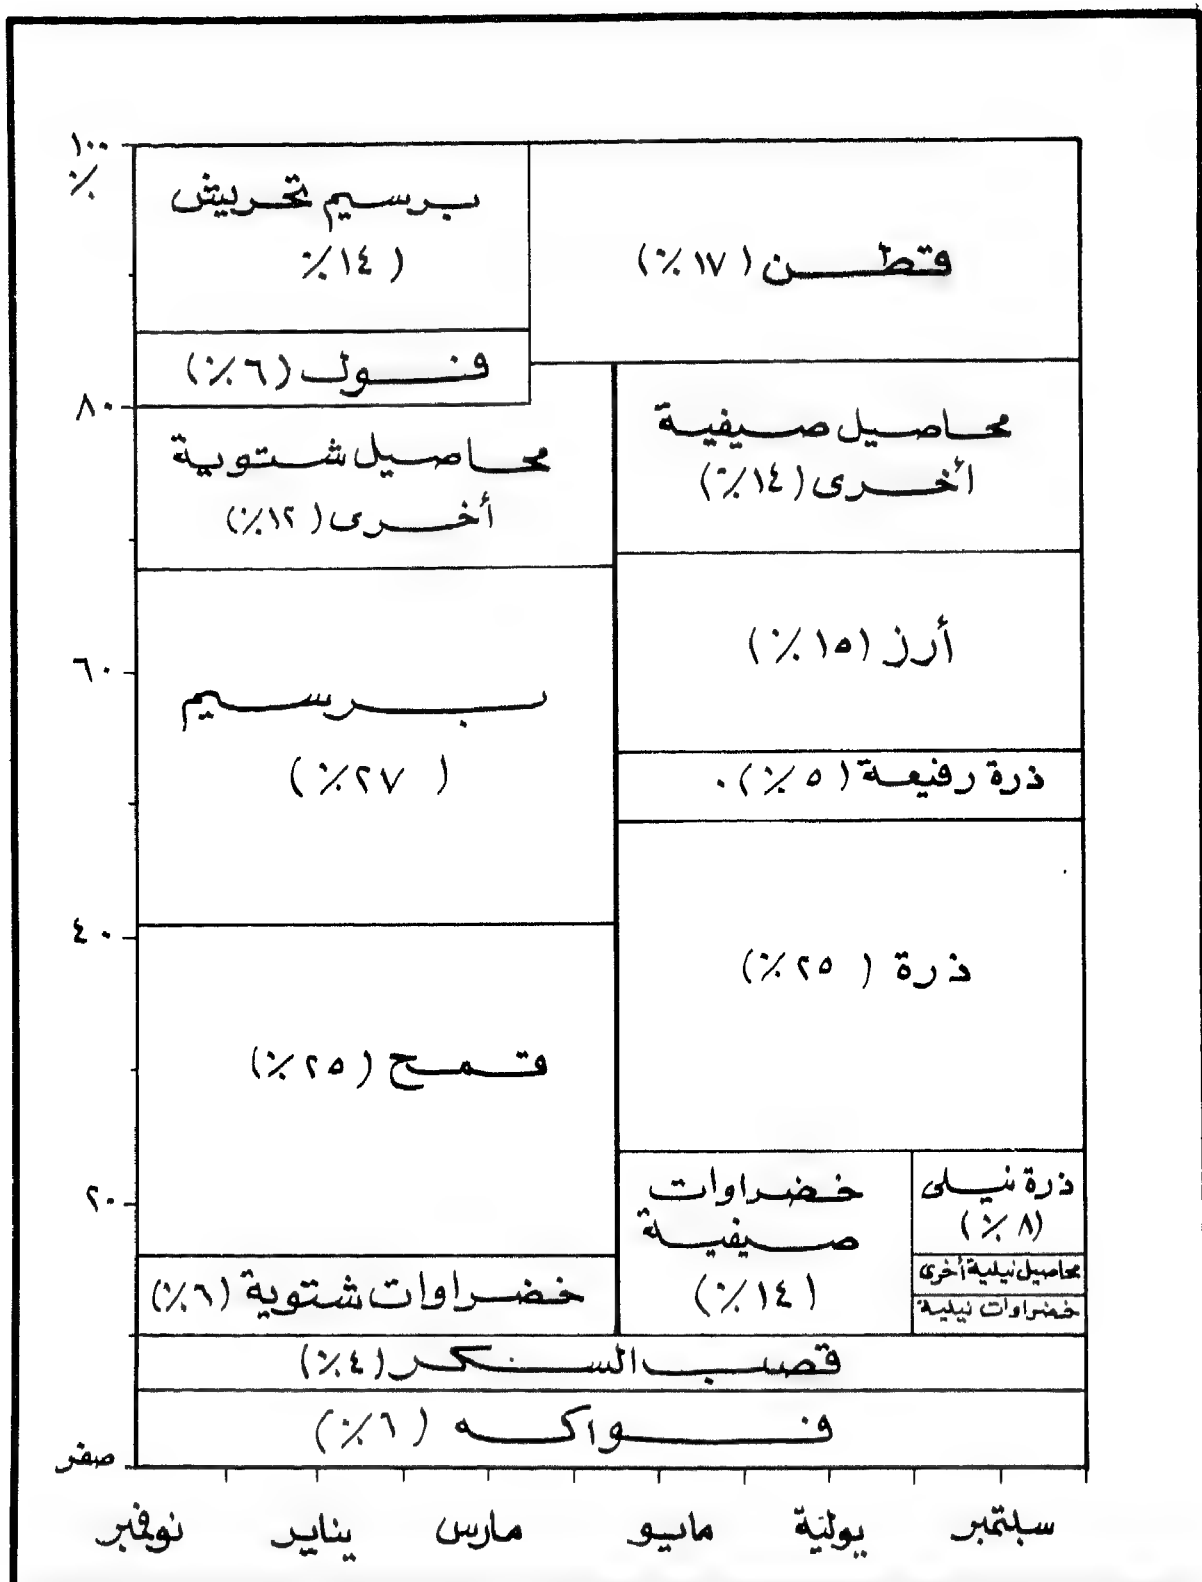 ١٠٠
%
برسيم تحريش
(١٤٪
قطن (١٧٪)
فول (٦٪)
٨٠
محاصيل شتوية
أخرى (١٢٪)
محاصيل صيفية
أخرى (١٤٪)
أرز (١٥٪)
٦٠
برسيم
(٢٧٪)
ذرة رفيعة (٥٪).
٤٠
ذرة (٢٥٪)
قمح (٢٥٪)
خضراوات
صيفية
(١٤٪)
ذرة نيلى
(٨٪)
محاصيل نيلية أخرى
خضراوات نيلية
٢٠
خضراوات شتوية (٦٪)
قصب السكر (٤٪)
فواكه (٦٪)
صفر
نوفمبر يناير مارس مايو يولية سبتمبر